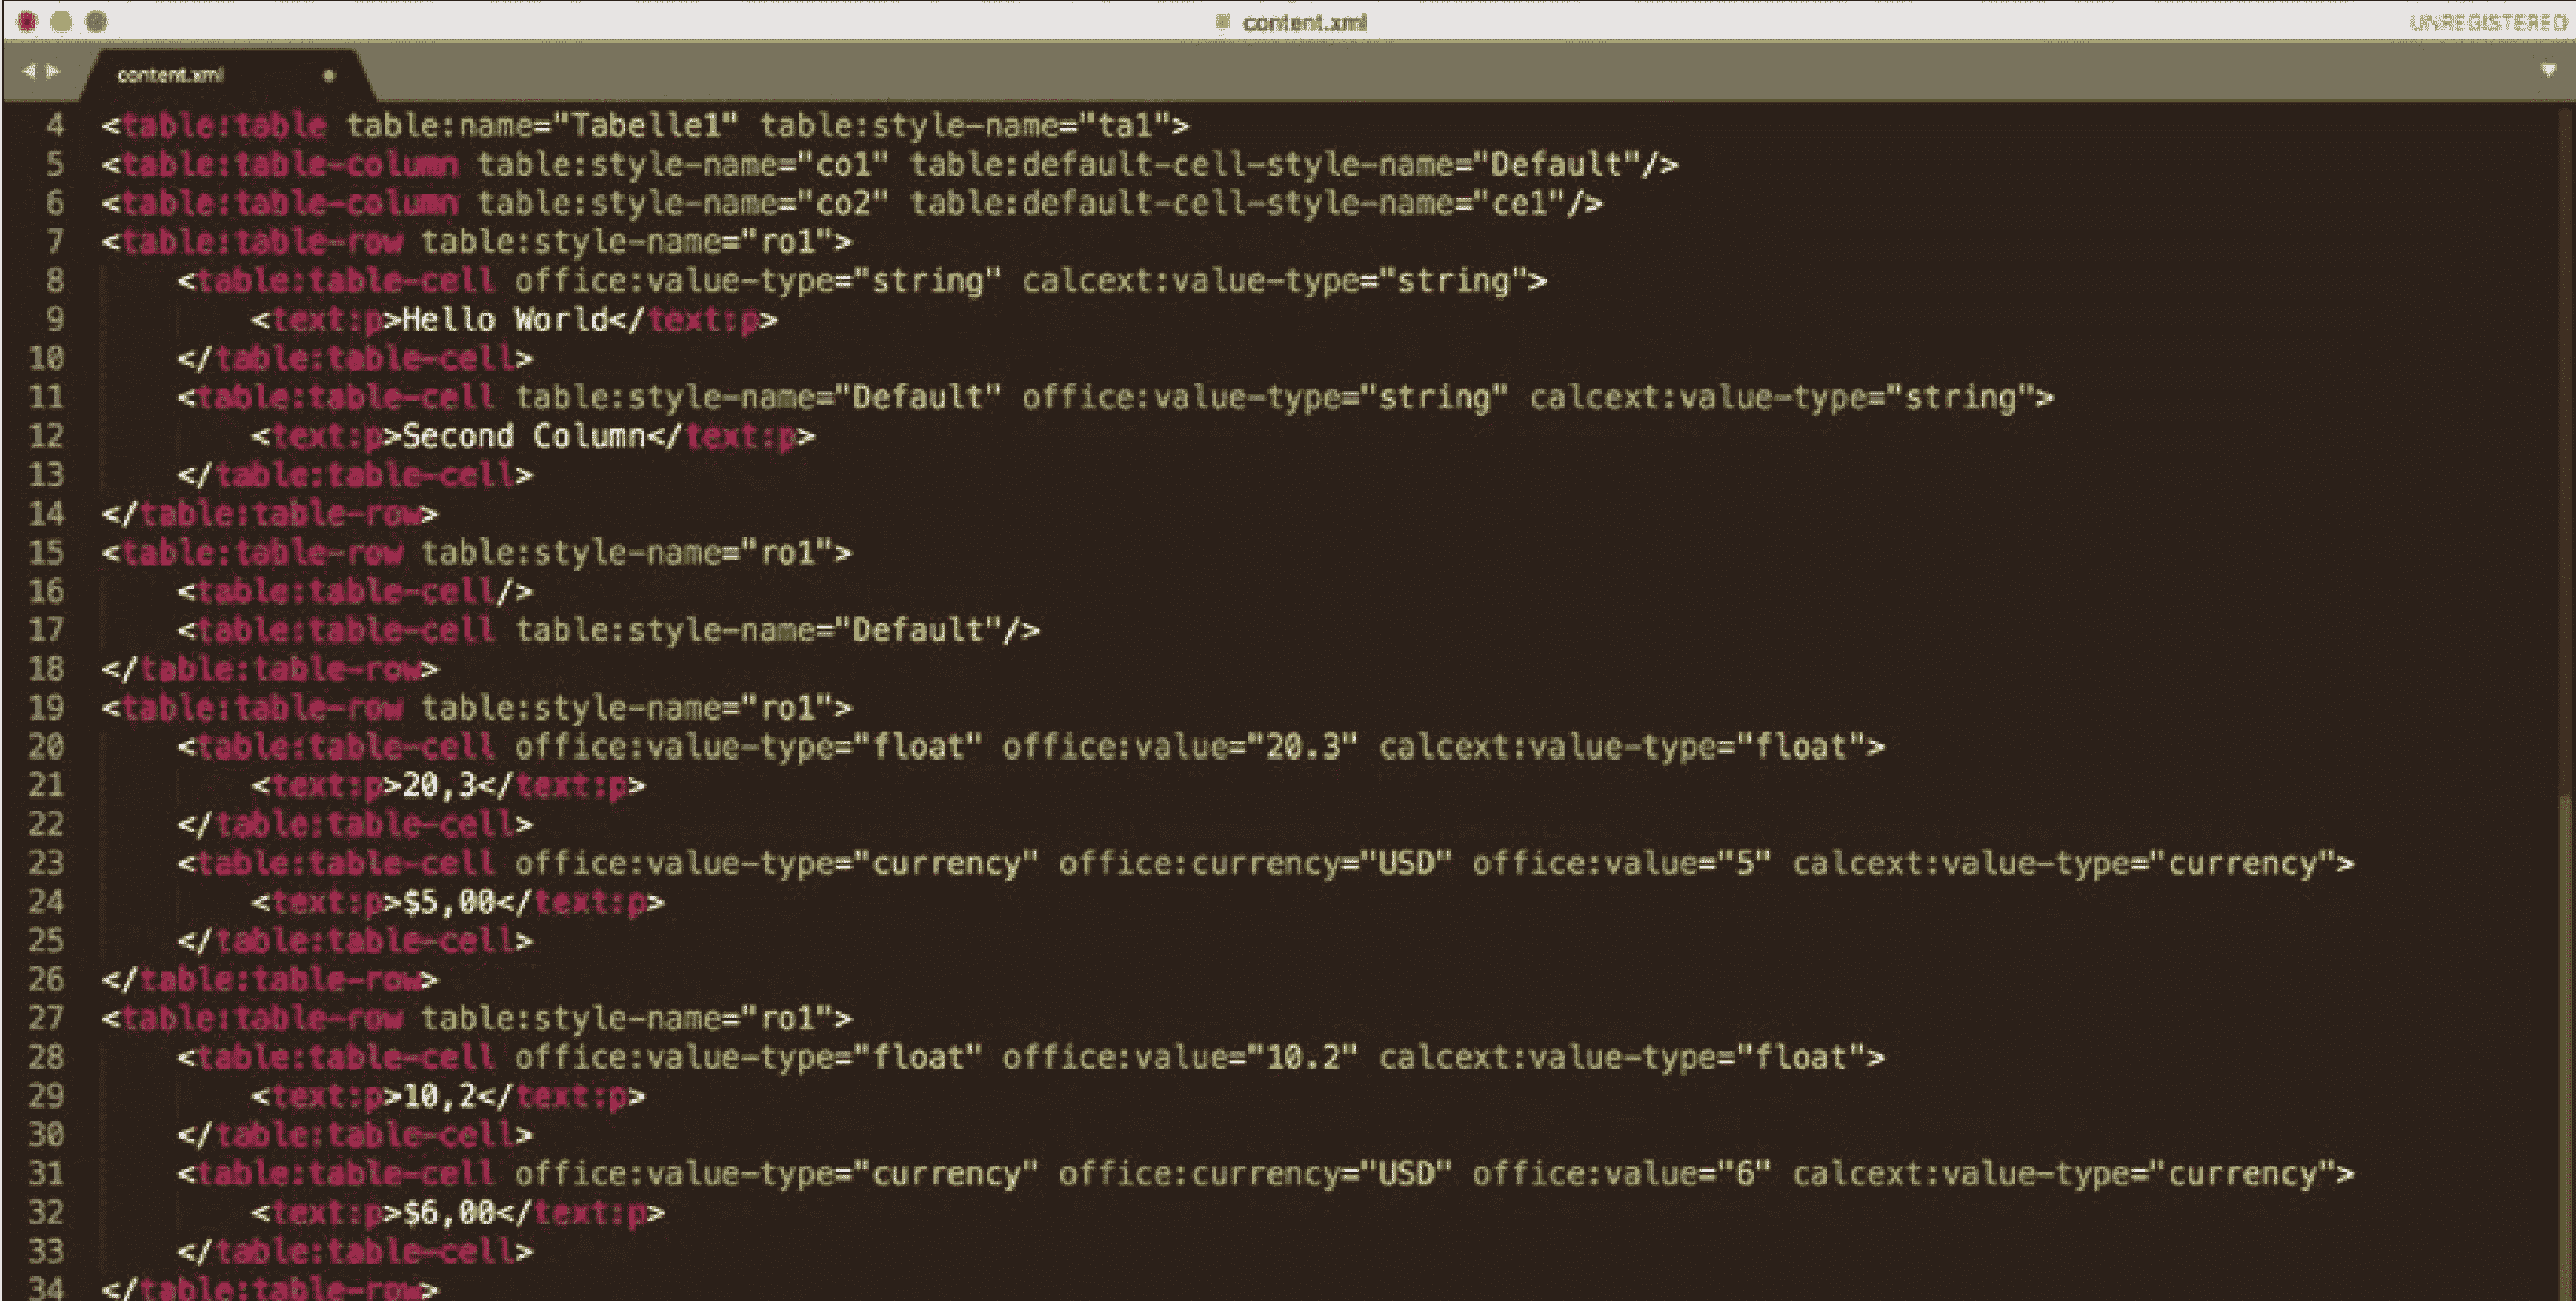 content.xml
UNREGISTERED
content.xml
4 <table:table table:name="Tabelle1" table:style-name="ta1">
5 <table:table-column table:style-name="co1" table:default-cell-style-name="Default"/>
6 <table:table-column table:style-name="co2" table:default-cell-style-name="ce1"/>
7 <table:table-row table:style-name="ro1">
8     <table:table-cell office:value-type="string" calcext:value-type="string">
9         <text:p>Hello World</text:p>
10     </table:table-cell>
11     <table:table-cell table:style-name="Default" office:value-type="string" calcext:value-type="string">
12         <text:p>Second Column</text:p>
13     </table:table-cell>
14 </table:table-row>
15 <table:table-row table:style-name="ro1">
16     <table:table-cell/>
17     <table:table-cell table:style-name="Default"/>
18 </table:table-row>
19 <table:table-row table:style-name="ro1">
20     <table:table-cell office:value-type="float" office:value="20.3" calcext:value-type="float">
21         <text:p>20,3</text:p>
22     </table:table-cell>
23     <table:table-cell office:value-type="currency" office:currency="USD" office:value="5" calcext:value-type="currency">
24         <text:p>$5,00</text:p>
25     </table:table-cell>
26 </table:table-row>
27 <table:table-row table:style-name="ro1">
28     <table:table-cell office:value-type="float" office:value="10.2" calcext:value-type="float">
29         <text:p>10,2</text:p>
30     </table:table-cell>
31     <table:table-cell office:value-type="currency" office:currency="USD" office:value="6" calcext:value-type="currency">
32         <text:p>$6,00</text:p>
33     </table:table-cell>
34 </table:table-row>